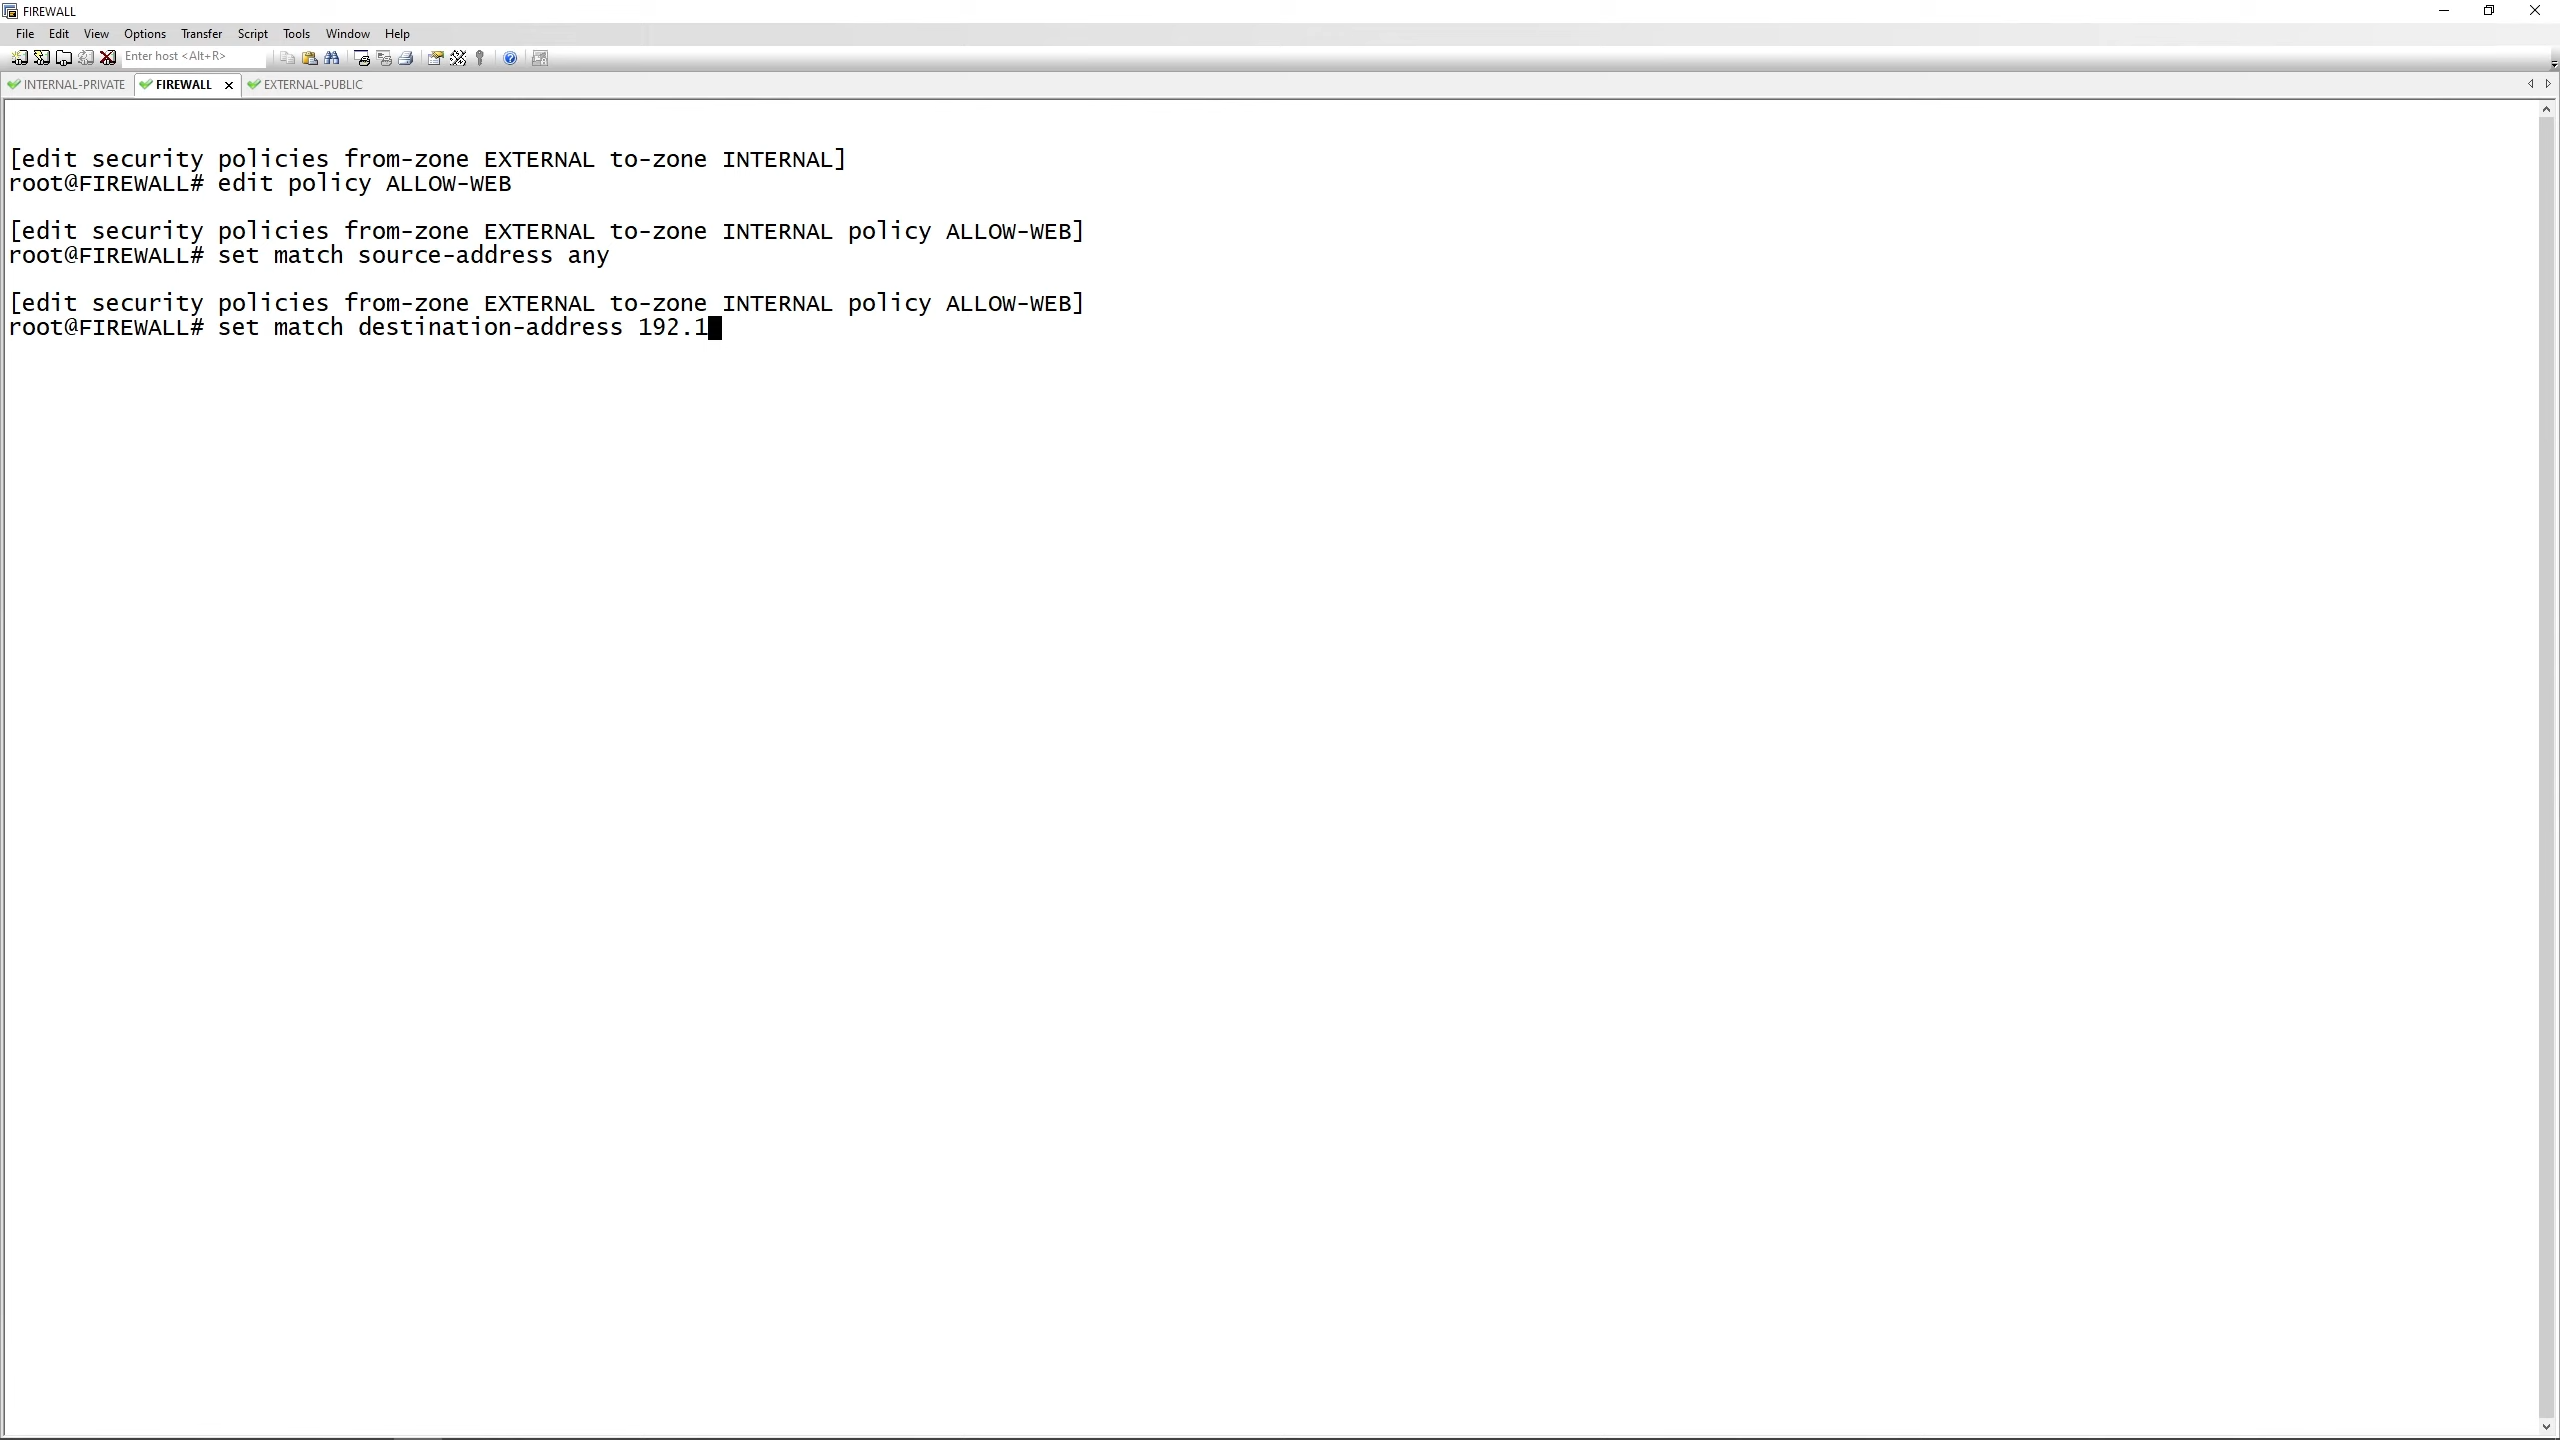 FIREWALL
File Edit View Options Transfer Script Tools Window Help
Enter host <Alt+R>
INTERNAL-PRIVATE FIREWALL EXTERNAL-PUBLIC
[edit security policies from-zone EXTERNAL to-zone INTERNAL]
root@FIREWALL# edit policy ALLOW-WEB
[edit security policies from-zone EXTERNAL to-zone INTERNAL policy ALLOW-WEB]
root@FIREWALL# set match source-address any
[edit security policies from-zone EXTERNAL to-zone INTERNAL policy ALLOW-WEB]
root@FIREWALL# set match destination-address 192.1